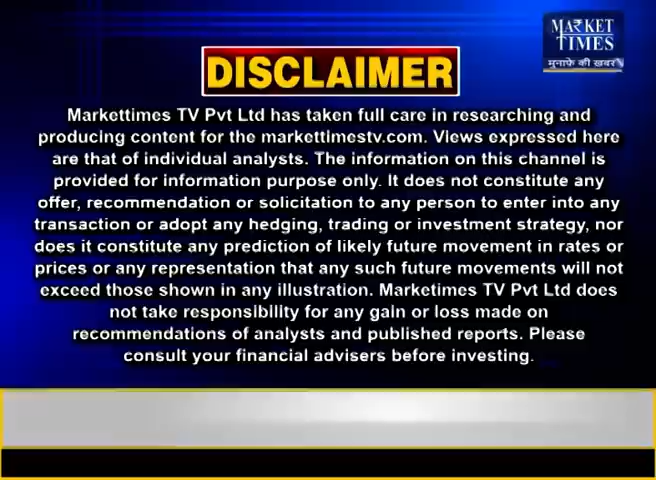 MARKET
TIMES
मुनाफे की खबर
DISCLAIMER
Markettimes TV Pvt Ltd has taken full care in researching and
producing content for the markettimestv.com. Views expressed here
are that of individual analysts. The information on this channel is
provided for information purpose only. It does not constitute any
offer, recommendation or solicitation to any person to enter into any
transaction or adopt any hedging, trading or investment strategy, nor
does it constitute any prediction of likely future movement in rates or
prices or any representation that any such future movements will not
exceed those shown in any illustration. Marketimes TV Pvt Ltd does
not take responsibility for any gain or loss made on
recommendations of analysts and published reports. Please
consult your financial advisers before investing.